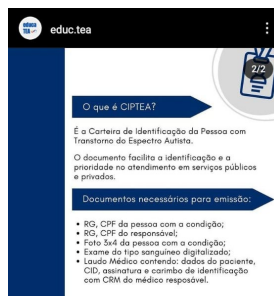 educa
TEA
educ.tea
2/2
O que é CIPTEA?
É a Carteira de Identificação da Pessoa com
Transtorno do Espectro Autista.
O documento facilita a identificação e a
prioridade no atendimento em serviços públicos
e privados.
Documentos necessários para emissão:
• RG, CPF da pessoa com a condição;
• RG, CPF do responsável;
• Foto 3x4 da pessoa com a condição;
• Exame do tipo sanguíneo digitalizado;
• Laudo Médico contendo: dados do paciente,
CID, assinatura e carimbo de identificação
com CRM do médico resposável.